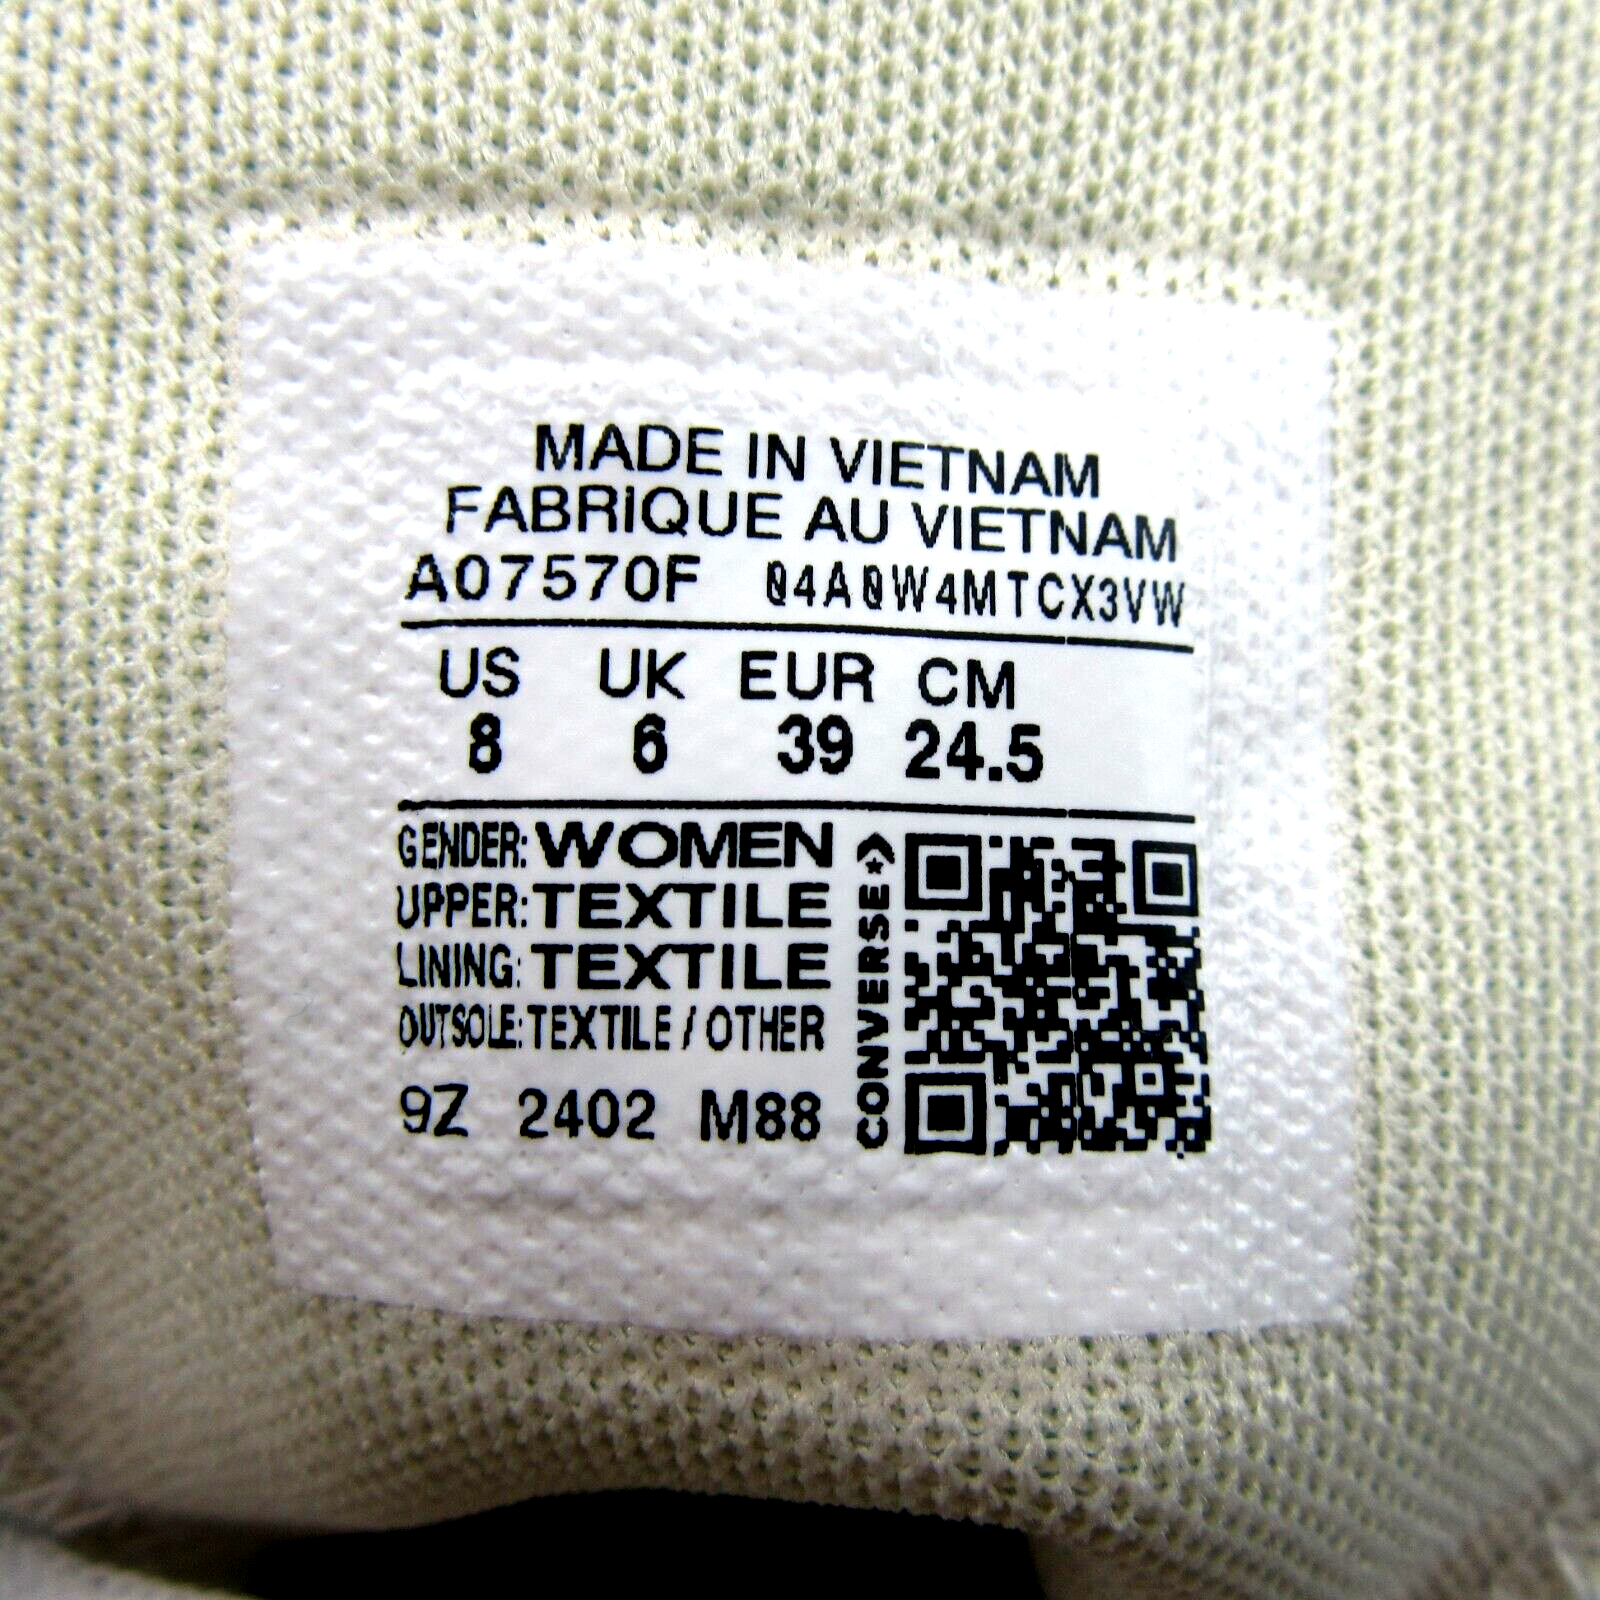 MADE IN VIETNAM
FABRIQUE AU VIETNAM
A07570F 04A0W4MTCX3VW
US UK EUR CM
8 6 39 24.5
GENDER: WOMEN
UPPER: TEXTILE
LINING: TEXTILE
OUTSOLE: TEXTILE / OTHER
9Z 2402 M88
CONVERSE